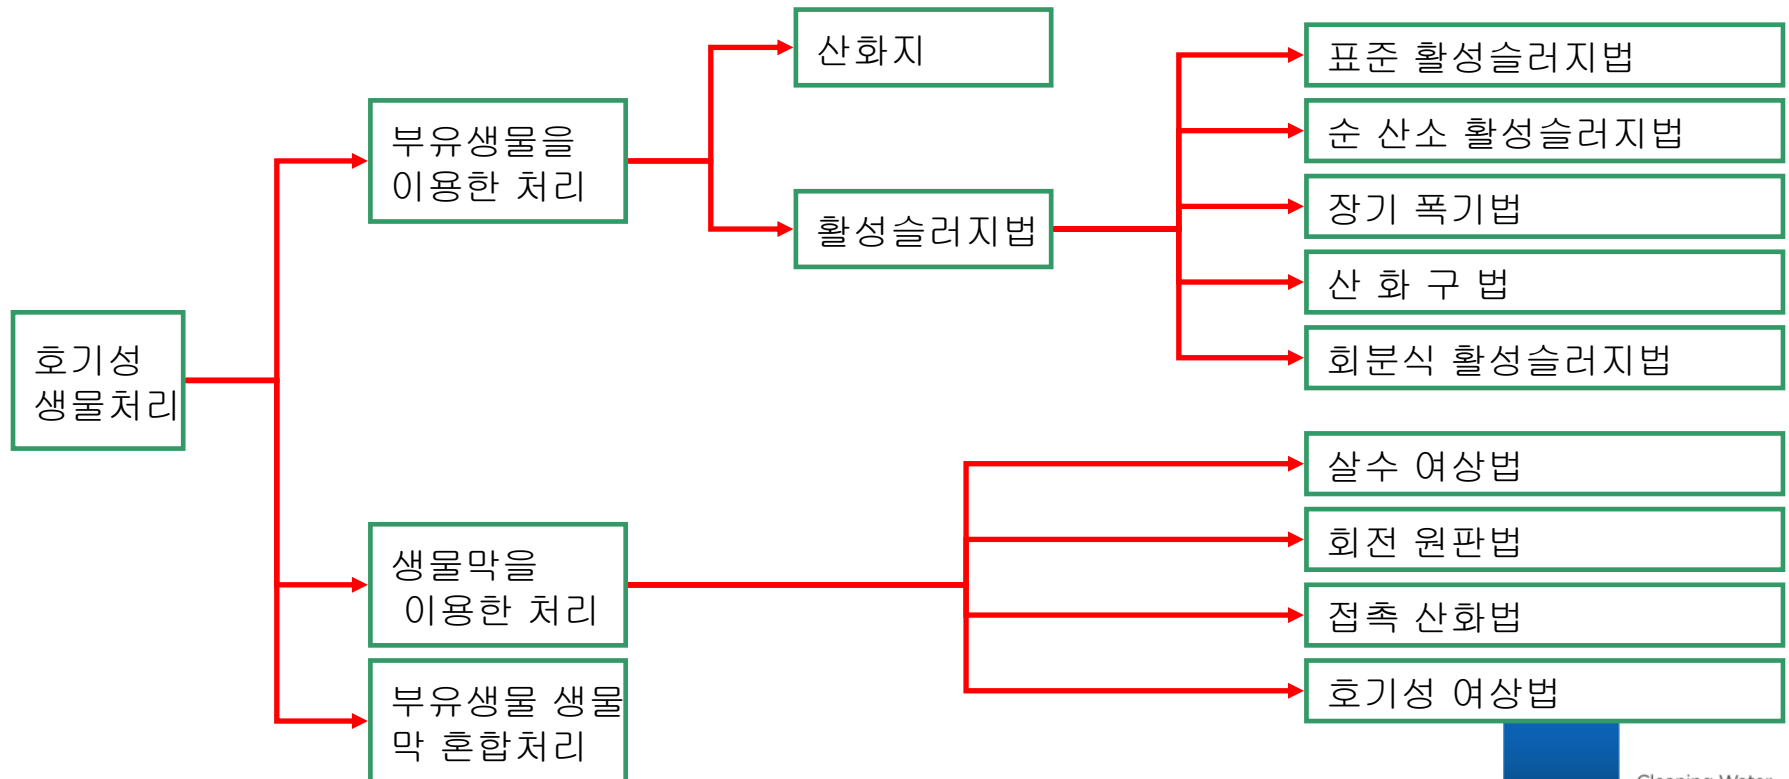 산화지
표준 활성슬러지법
부유생물을
이용한 처리
순 산소 활성슬러지법
활성슬러지법
장기 폭기법
산 화 구 법
호기성
생물처리
회분식 활성슬러지법
살수 여상법
생물막을
이용한 처리
회전 원판법
접촉 산화법
부유생물 생물
막 혼합처리
호기성 여상법